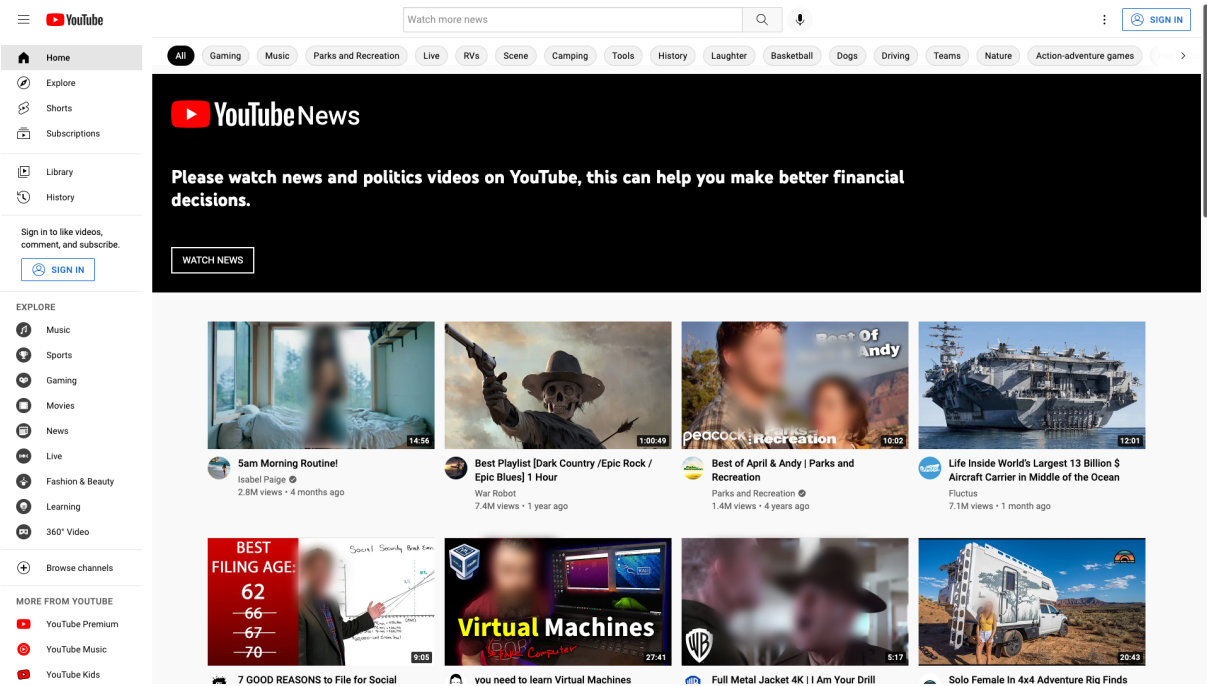 YouTube
Watch more news
SIGN IN
Home
Explore
Shorts
Subscriptions
Library
History
Sign in to like videos,
comment, and subscribe.
SIGN IN
EXPLORE
Music
Sports
Gaming
Movies
News
Live
Fashion & Beauty
Learning
360° Video
Browse channels
MORE FROM YOUTUBE
YouTube Premium
YouTube Music
YouTube Kids
All Gaming Music Parks and Recreation Live RVs Scene Camping Tools History Laughter Basketball Dogs Driving Teams Nature Action-adventure games
YouTube News
Please watch news and politics videos on YouTube, this can help you make better financial
decisions.
WATCH NEWS
14:56
5am Morning Routine!
Isabel Paige
2.8M views • 4 months ago
1:00:49
Best Playlist [Dark Country /Epic Rock /
Epic Blues] 1 Hour
War Robot
7.4M views • 1 year ago
Best Of
Andy
peacock Parks and
Recreation
10:02
Best of April & Andy | Parks and
Recreation
Parks and Recreation
1.4M views • 4 years ago
12:01
Life Inside World's Largest 13 Billion $
Aircraft Carrier in Middle of the Ocean
Fluctus
7.1M views • 1 month ago
BEST
FILING AGE:
62
66
67
70
Social Security Break Even
9:05
7 GOOD REASONS to File for Social
Virtual Machines
Computer
27:41
you need to learn Virtual Machines
WB
5:17
Full Metal Jacket 4K | I Am Your Drill
20:43
Solo Female In 4x4 Adventure Rig Finds